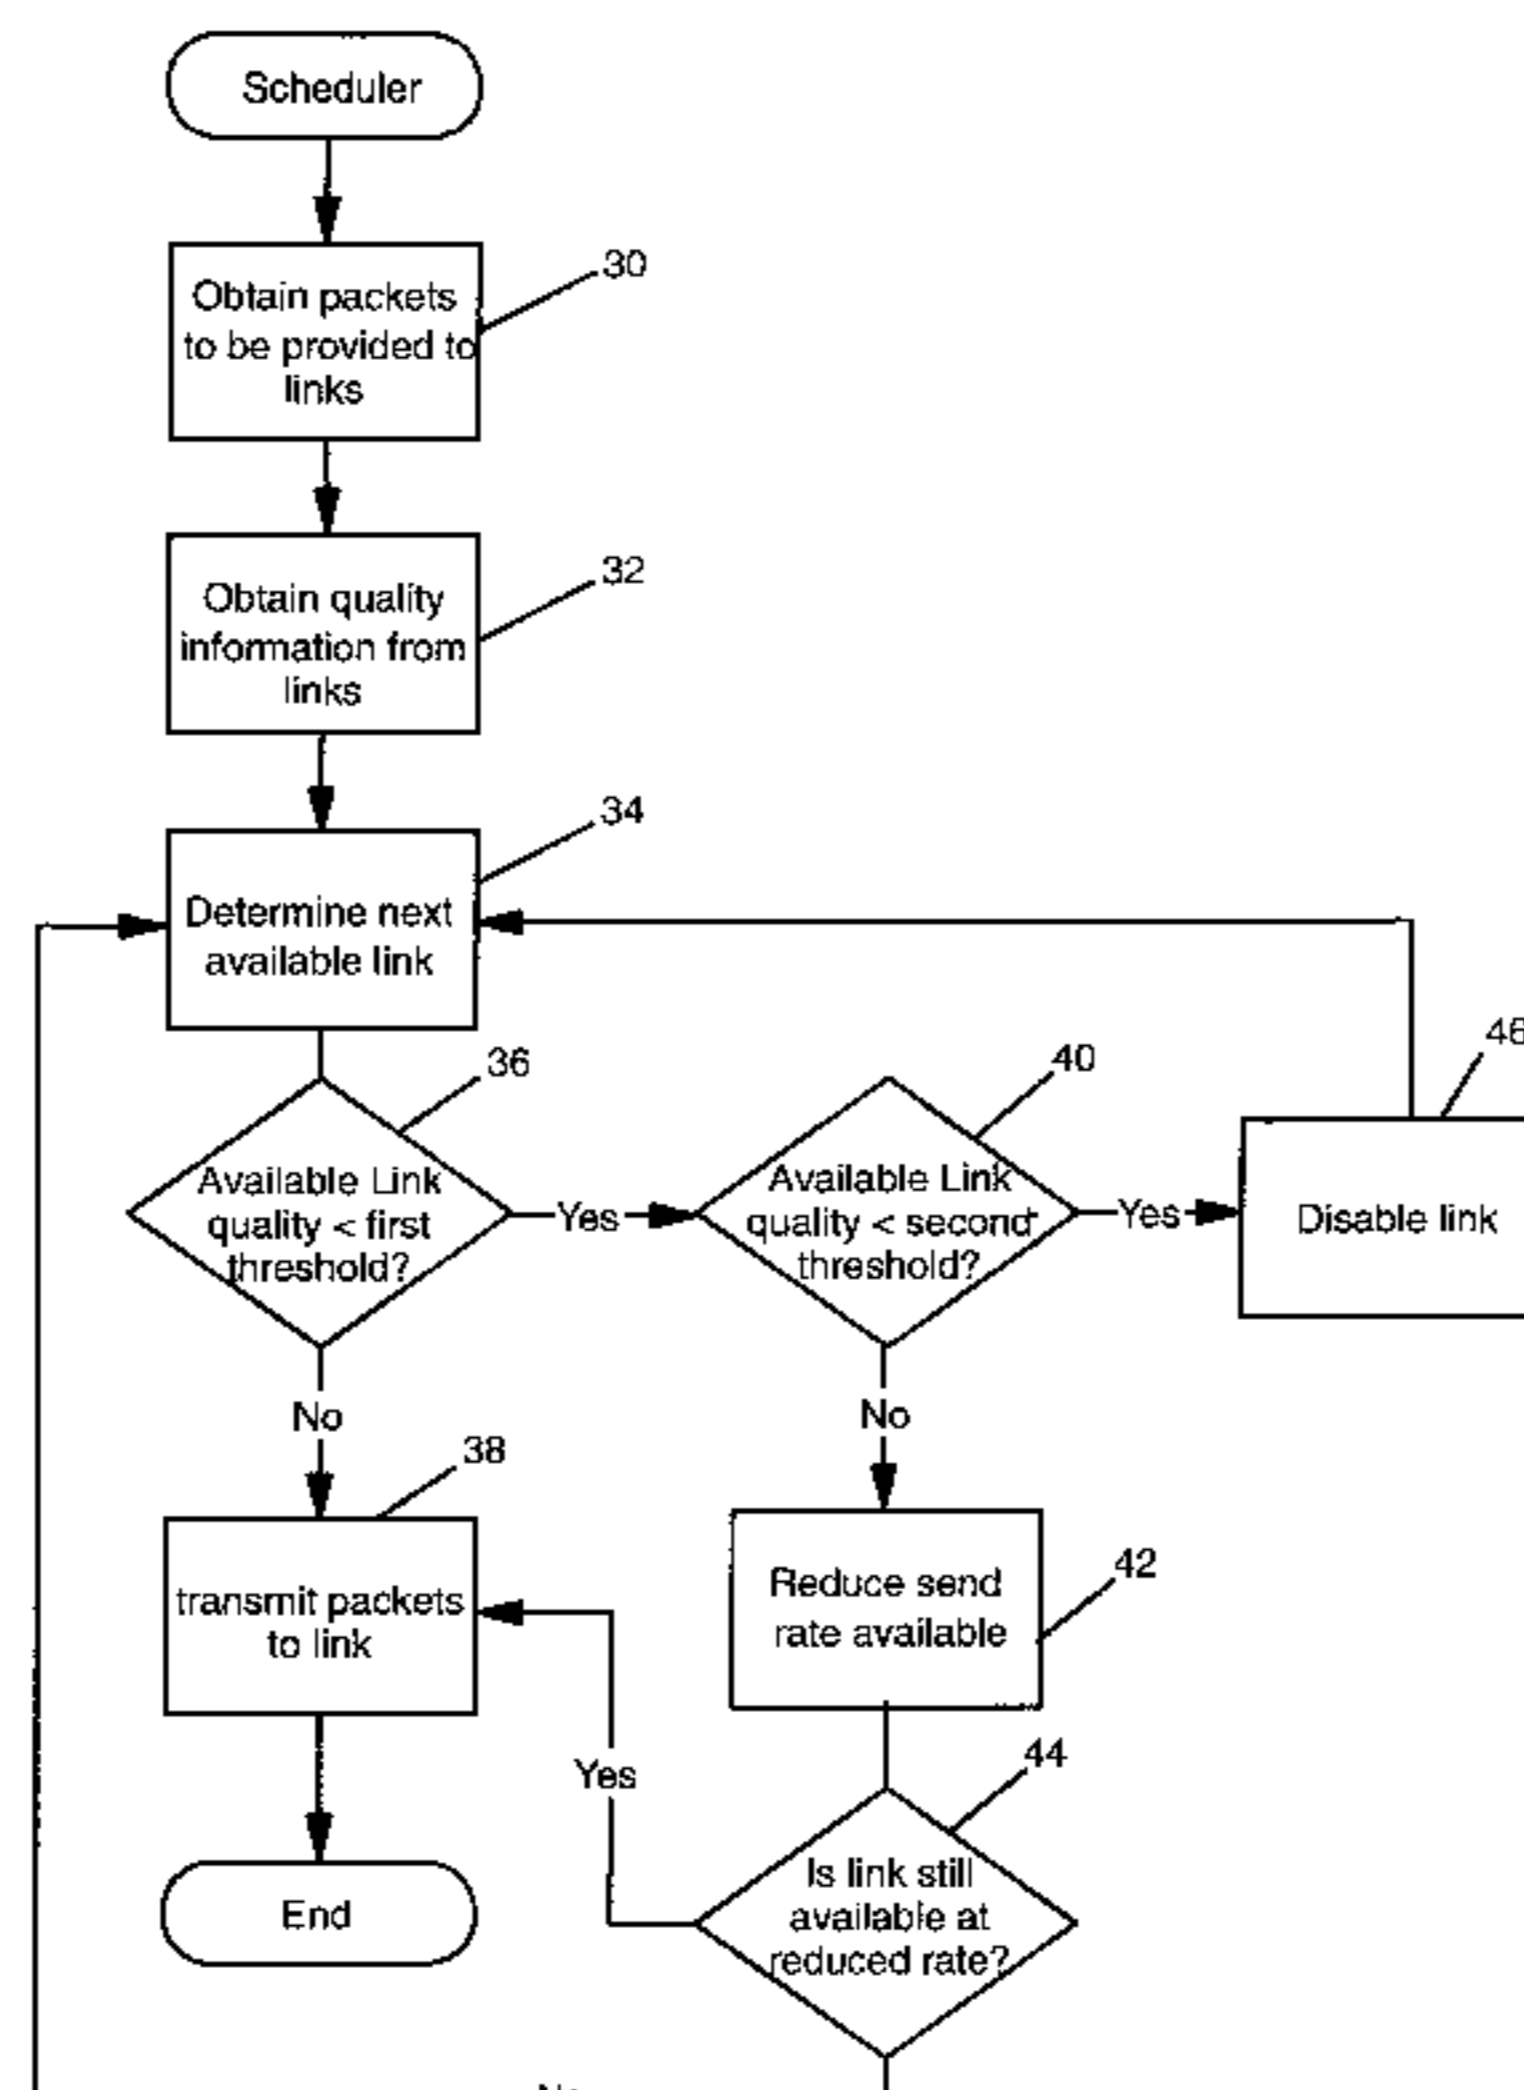 Scheduler
30
Obtain packets
to be provided to
links
32
Obtain quality
information from
links
34
Determine next
available link
36
Available Link
quality < first
threshold?
Yes
40
Available Link
quality < second
threshold?
Yes
46
Disable link
No
No
38
transmit packets
to link
42
Reduce send
rate available
Yes
44
Is link still
available at
reduced rate?
End
No